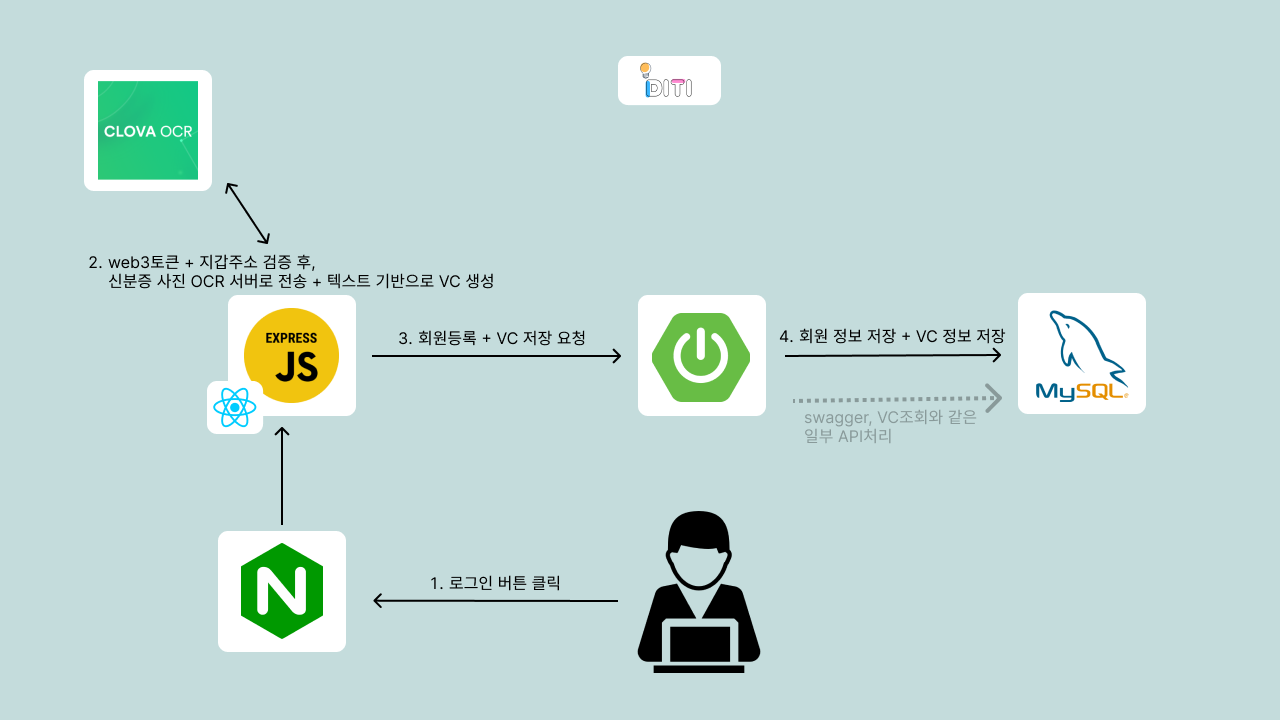 DITI
CLOVA OCR
2. web3토큰 + 지갑주소 검증 후,
신분증 사진 OCR 서버로 전송 + 텍스트 기반으로 VC 생성
EXPRESS
JS
3. 회원등록 + VC 저장 요청
4. 회원 정보 저장 + VC 정보 저장
MySQL
swagger, VC조회와 같은
일부 API처리
N
1. 로그인 버튼 클릭